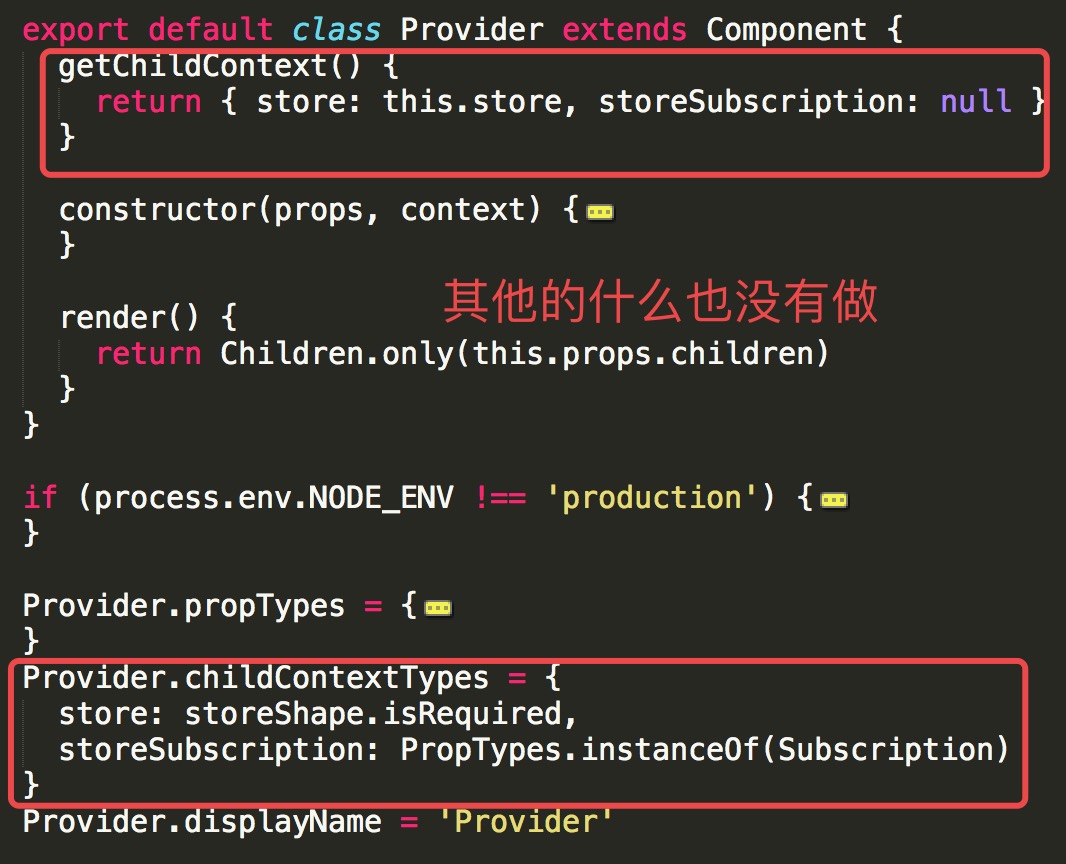 export default class Provider extends Component {
getChildContext() {
return { store: this.store, storeSubscription: null }
}
constructor(props, context) {
}
其他的什么也没有做
render() {
return Children.only(this.props.children)
}
}
if (process.env.NODE_ENV !== 'production') {
}
Provider.propTypes = {
}
Provider.childContextTypes = {
store: storeShape.isRequired,
storeSubscription: PropTypes.instanceOf(Subscription)
}
Provider.displayName = 'Provider'